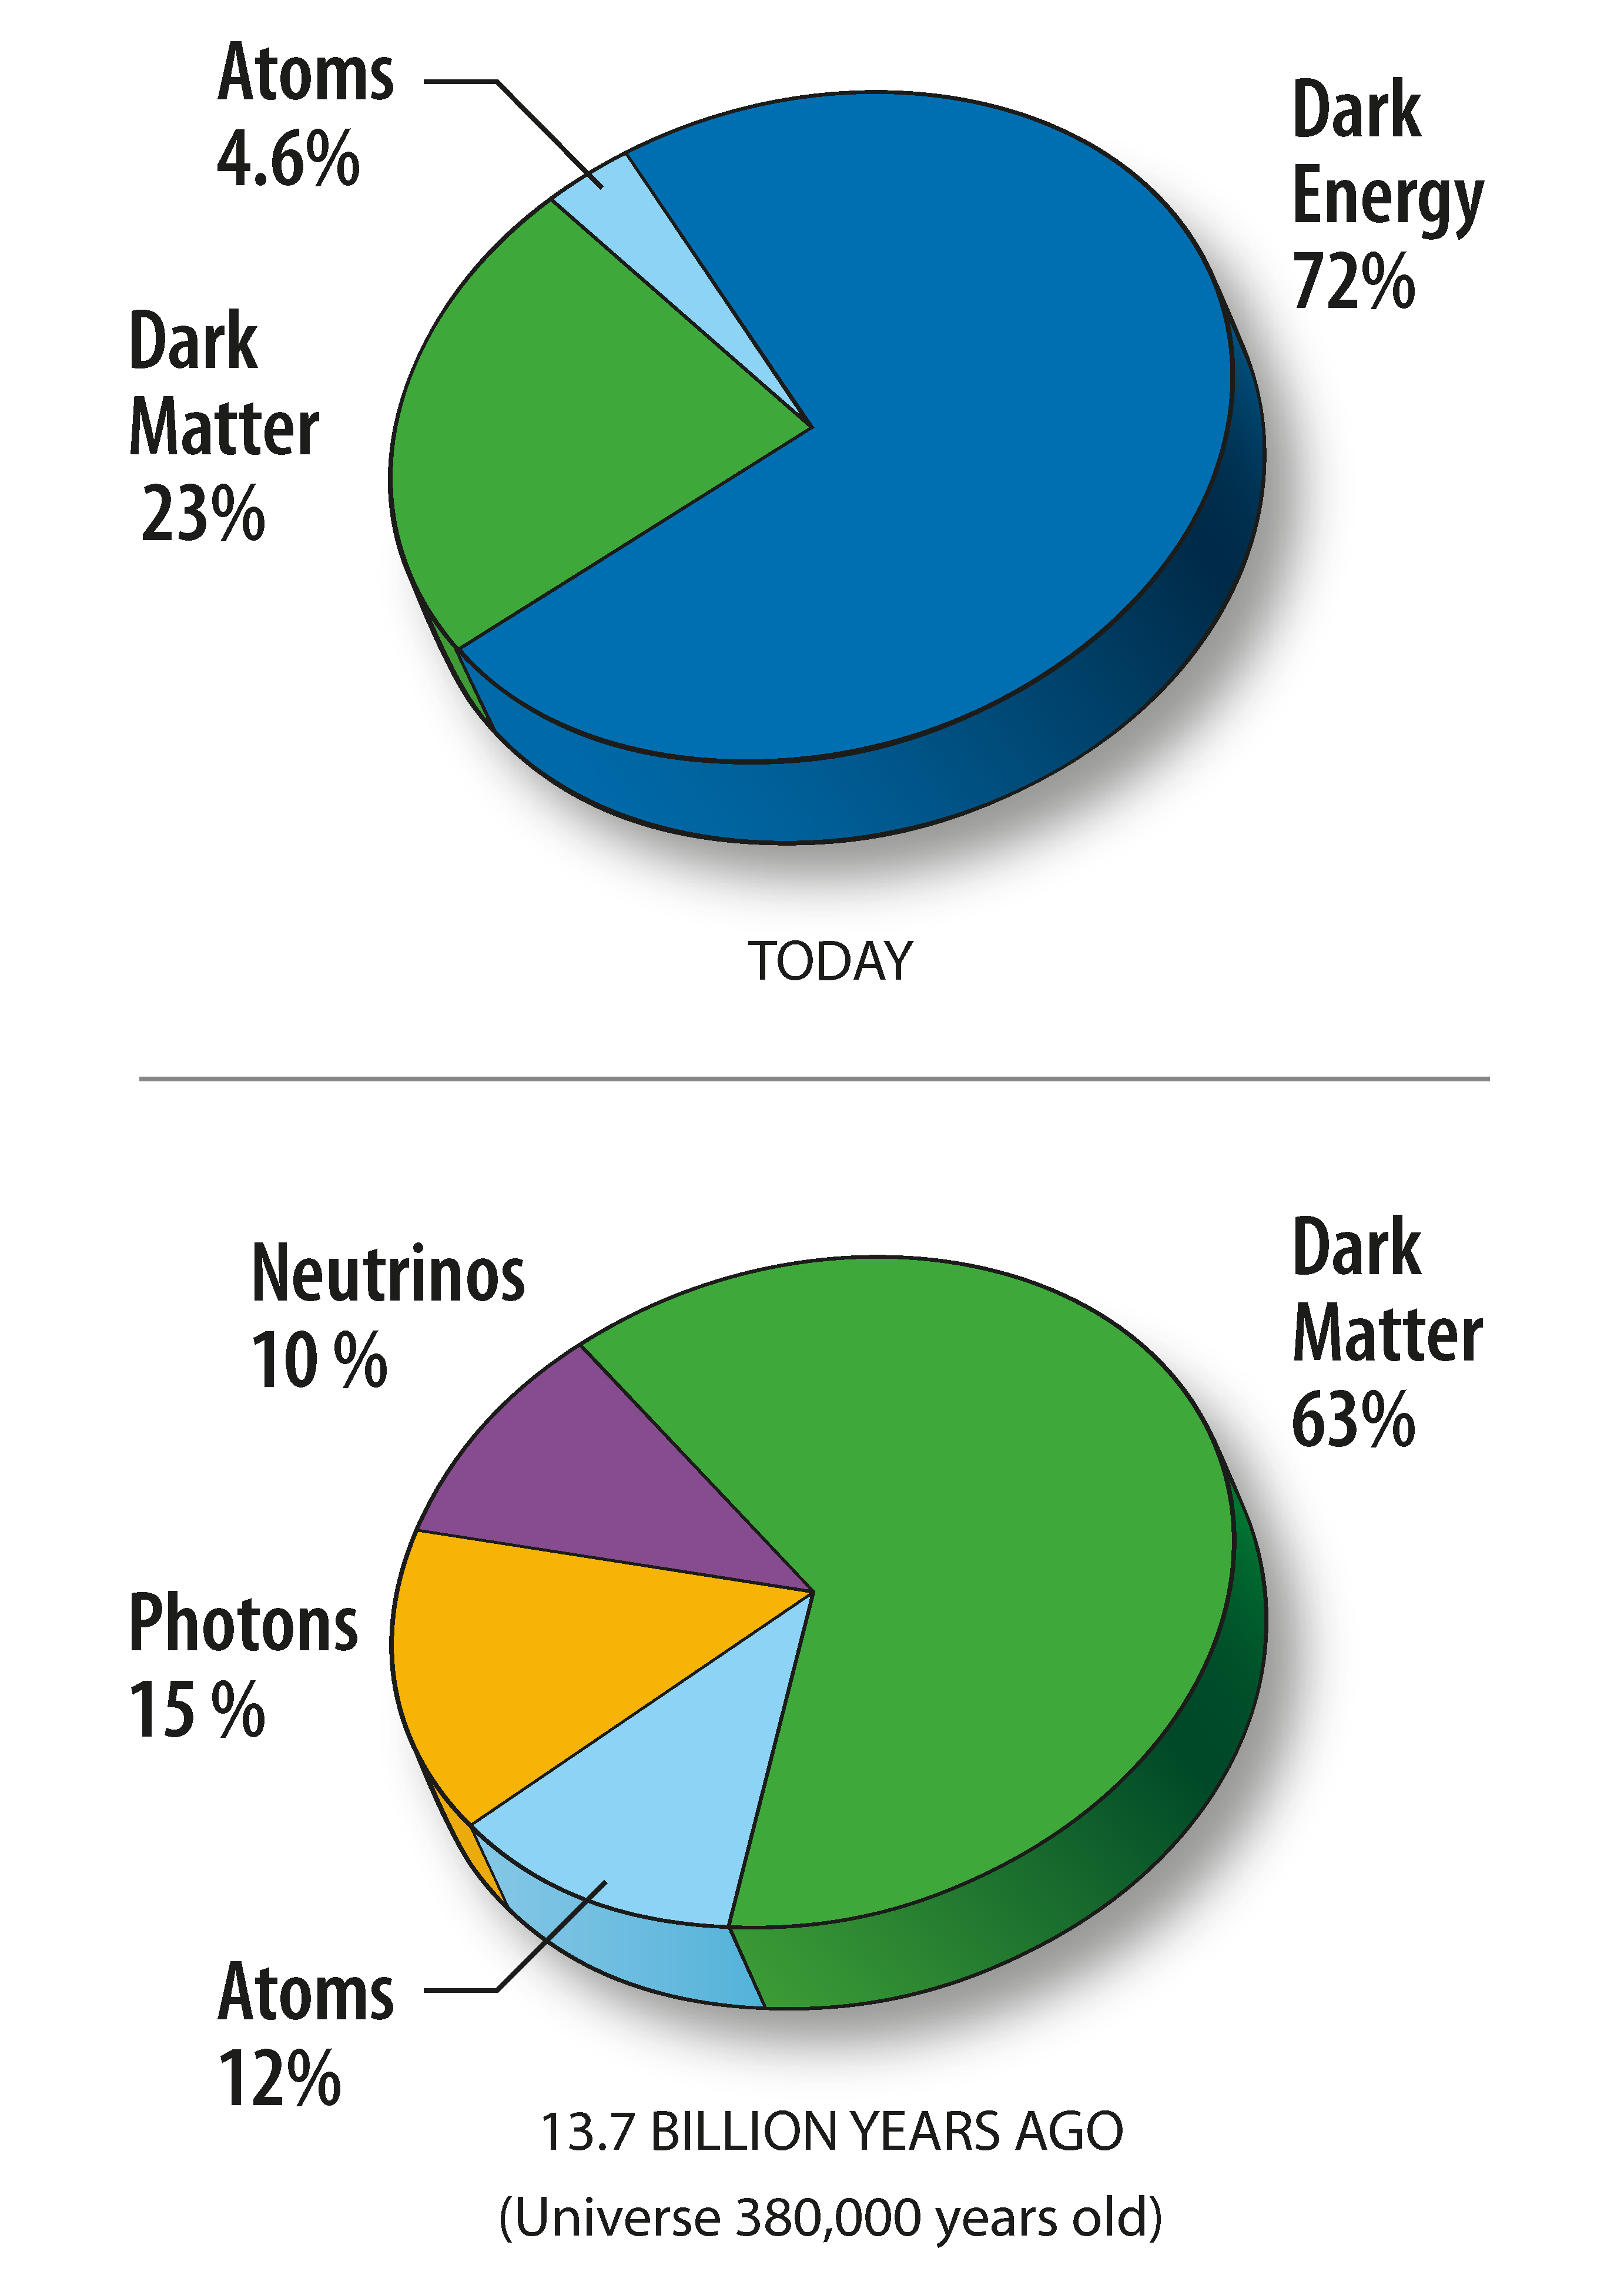 Atoms
4.6%
Dark
Energy
72%
Dark
Matter
23%
TODAY
Neutrinos
10 %
Dark
Matter
63%
Photons
15 %
Atoms
12%
13.7 BILLION YEARS AGO
(Universe 380,000 years old)